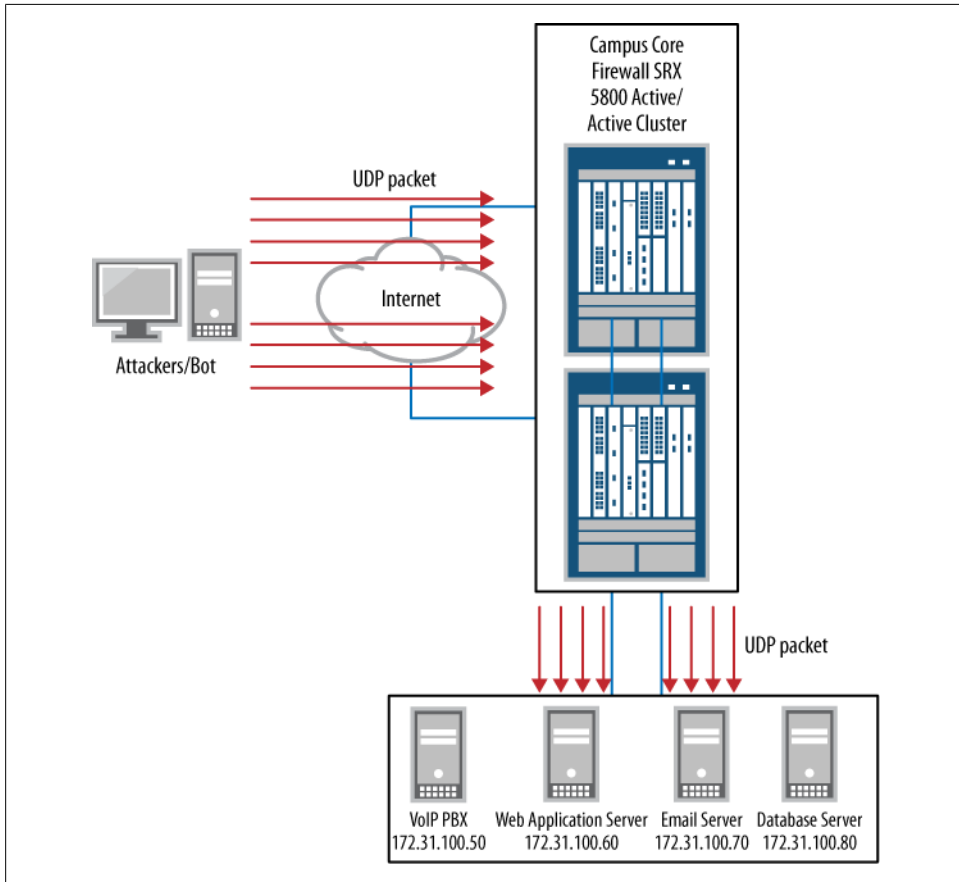 Campus Core
Firewall SRX
5800 Active/
Active Cluster
UDP packet
Internet
Attackers/Bot
UDP packet
VoIP PBX
172.31.100.50
Web Application Server
172.31.100.60
Email Server
172.31.100.70
Database Server
172.31.100.80